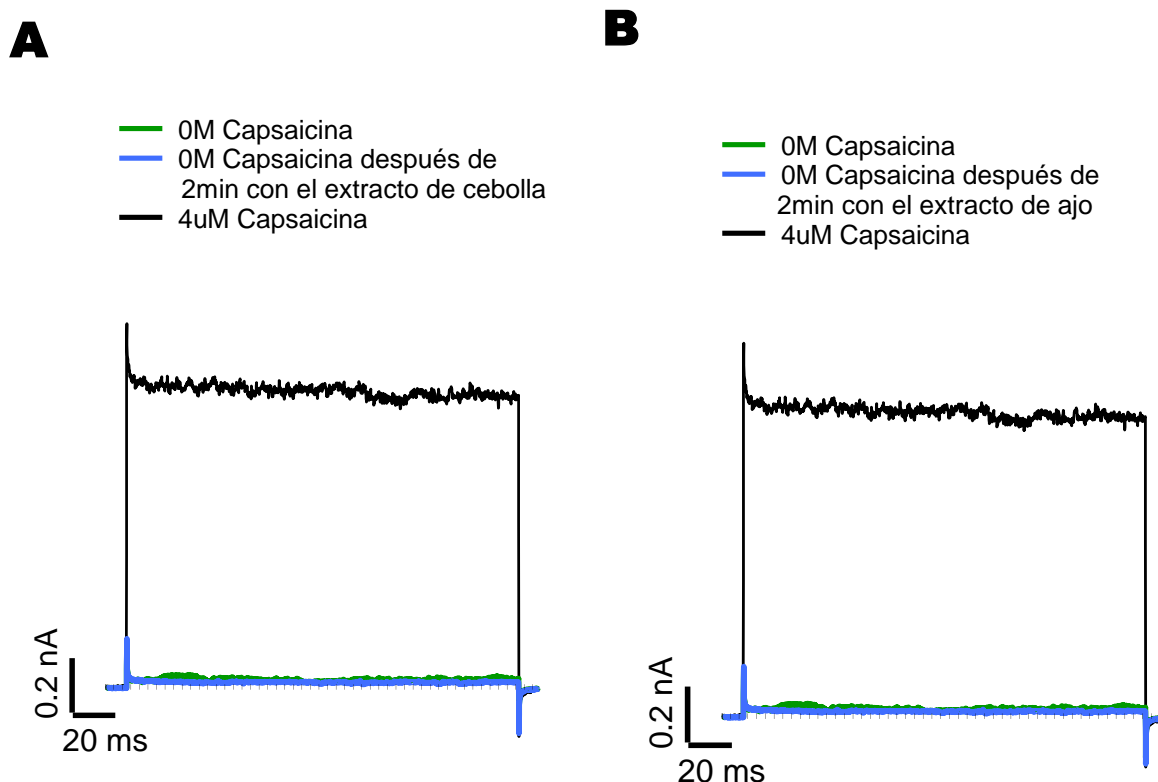 A
0M Capsaicina
0M Capsaicina después de
2min con el extracto de cebolla
4uM Capsaicina
0.2 nA
20 ms
B
0M Capsaicina
0M Capsaicina después de
2min con el extracto de ajo
4uM Capsaicina
0.2 nA
20 ms